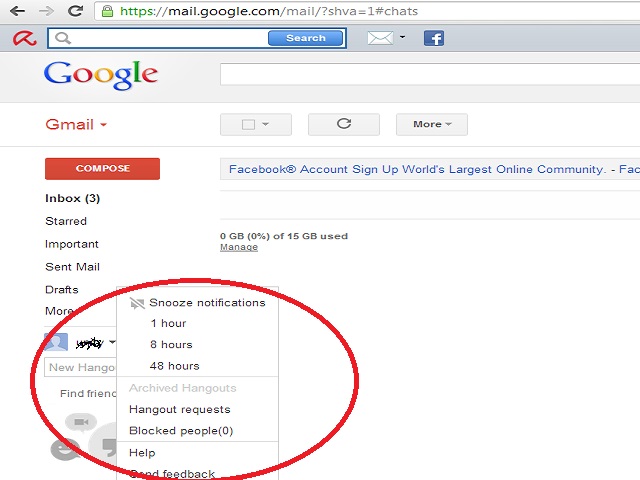 https://mail.google.com/mail/?shva=1#chats
Search
Google
Gmail
More
COMPOSE
Facebook® Account Sign Up World's Largest Online Community. - Fac
Inbox (3)
Starred
Important
Sent Mail
Drafts
More
0 GB (0%) of 15 GB used
Manage
Snooze notifications
1 hour
8 hours
48 hours
New Hango
Archived Hangouts
Find friend
Hangout requests
Blocked people(0)
Help
Send feedback